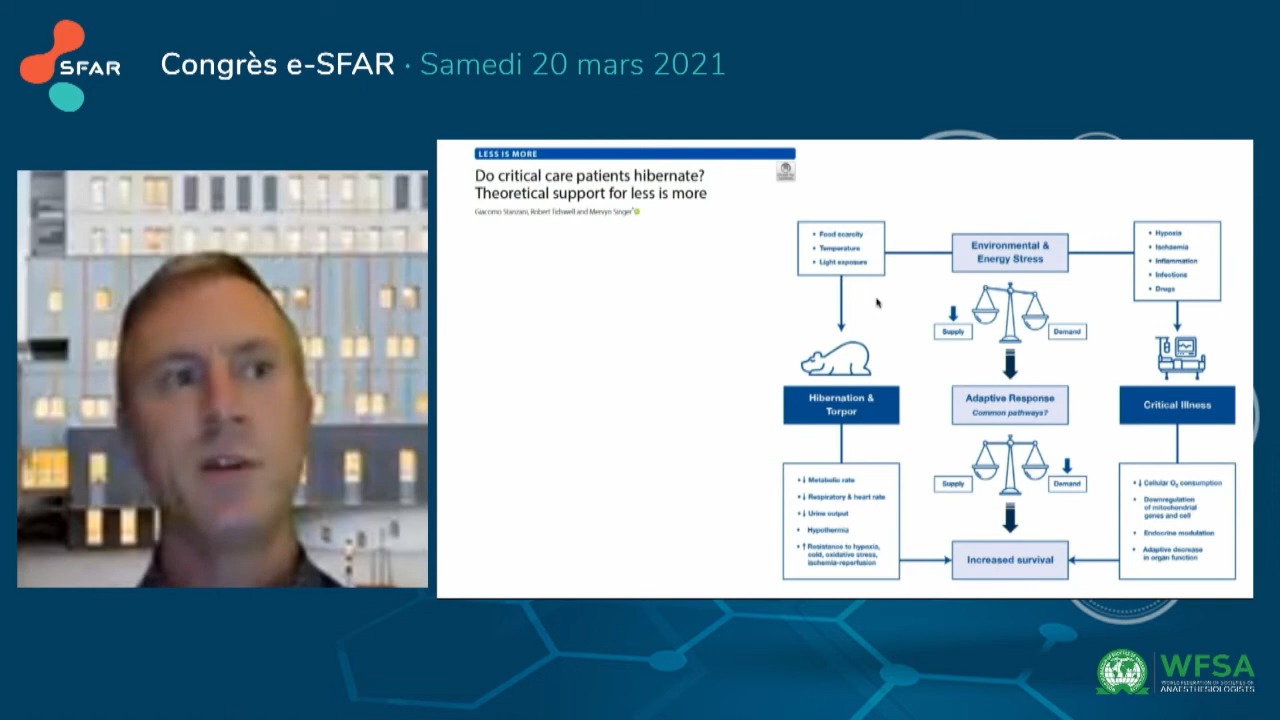 SFAR
Congrès e-SFAR · Samedi 20 mars 2021
LESS IS MORE
Do critical care patients hibernate?
Theoretical support for less is more
Giacomo Stanzani, Robert Tidswell and Mervyn Singer*
• Food scarcity
• Temperature
• Light exposure
Environmental &
Energy Stress
• Hypoxia
• Ischaemia
• Inflammation
• Infections
• Drugs
Supply
Demand
Hibernation &
Torpor
Adaptive Response
Common pathways?
Critical Illness
• ↓ Metabolic rate
• ↓ Respiratory & heart rate
• ↓ Urine output
• Hypothermia
• ↑ Resistance to hypoxia,
cold, oxidative stress,
ischemia-reperfusion
Supply
Demand
• ↓ Cellular O₂ consumption
• Downregulation
of mitochondrial
genes and cell
• Endocrine modulation
• Adaptive decrease
in organ function
Increased survival
WFSA
WORLD FEDERATION OF SOCIETIES OF
ANAESTHESIOLOGISTS